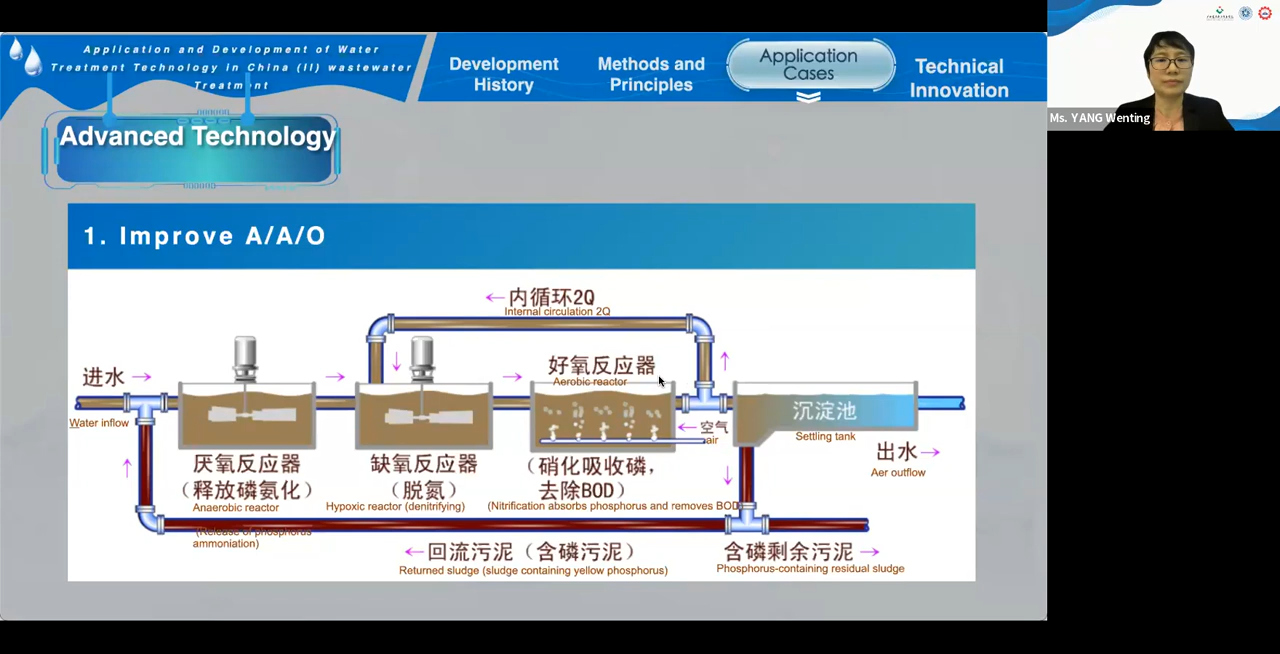 Application and Development of Water
Treatment Technology in China (II) wastewater
Treatment
Development
History
Methods and
Principles
Application
Cases
Technical
Innovation
Ms. YANG Wenting
Advanced Technology
1. Improve A/A/O
←内循环2Q
Internal circulation 2Q
进水→
Water inflow
好氧反应器
Aerobic reactor
←空气
air
沉淀池
Settling tank
出水→
Aer outflow
厌氧反应器
（释放磷氨化）
Anaerobic reactor
(Release of phosphorus
ammoniation)
缺氧反应器
（脱氮）
Hypoxic reactor (denitrifying)
（硝化吸收磷，
去除BOD）
(Nitrification absorbs phosphorus and removes BOD)
←回流污泥（含磷污泥）
Returned sludge (sludge containing yellow phosphorus)
含磷剩余污泥→
Phosphorus-containing residual sludge